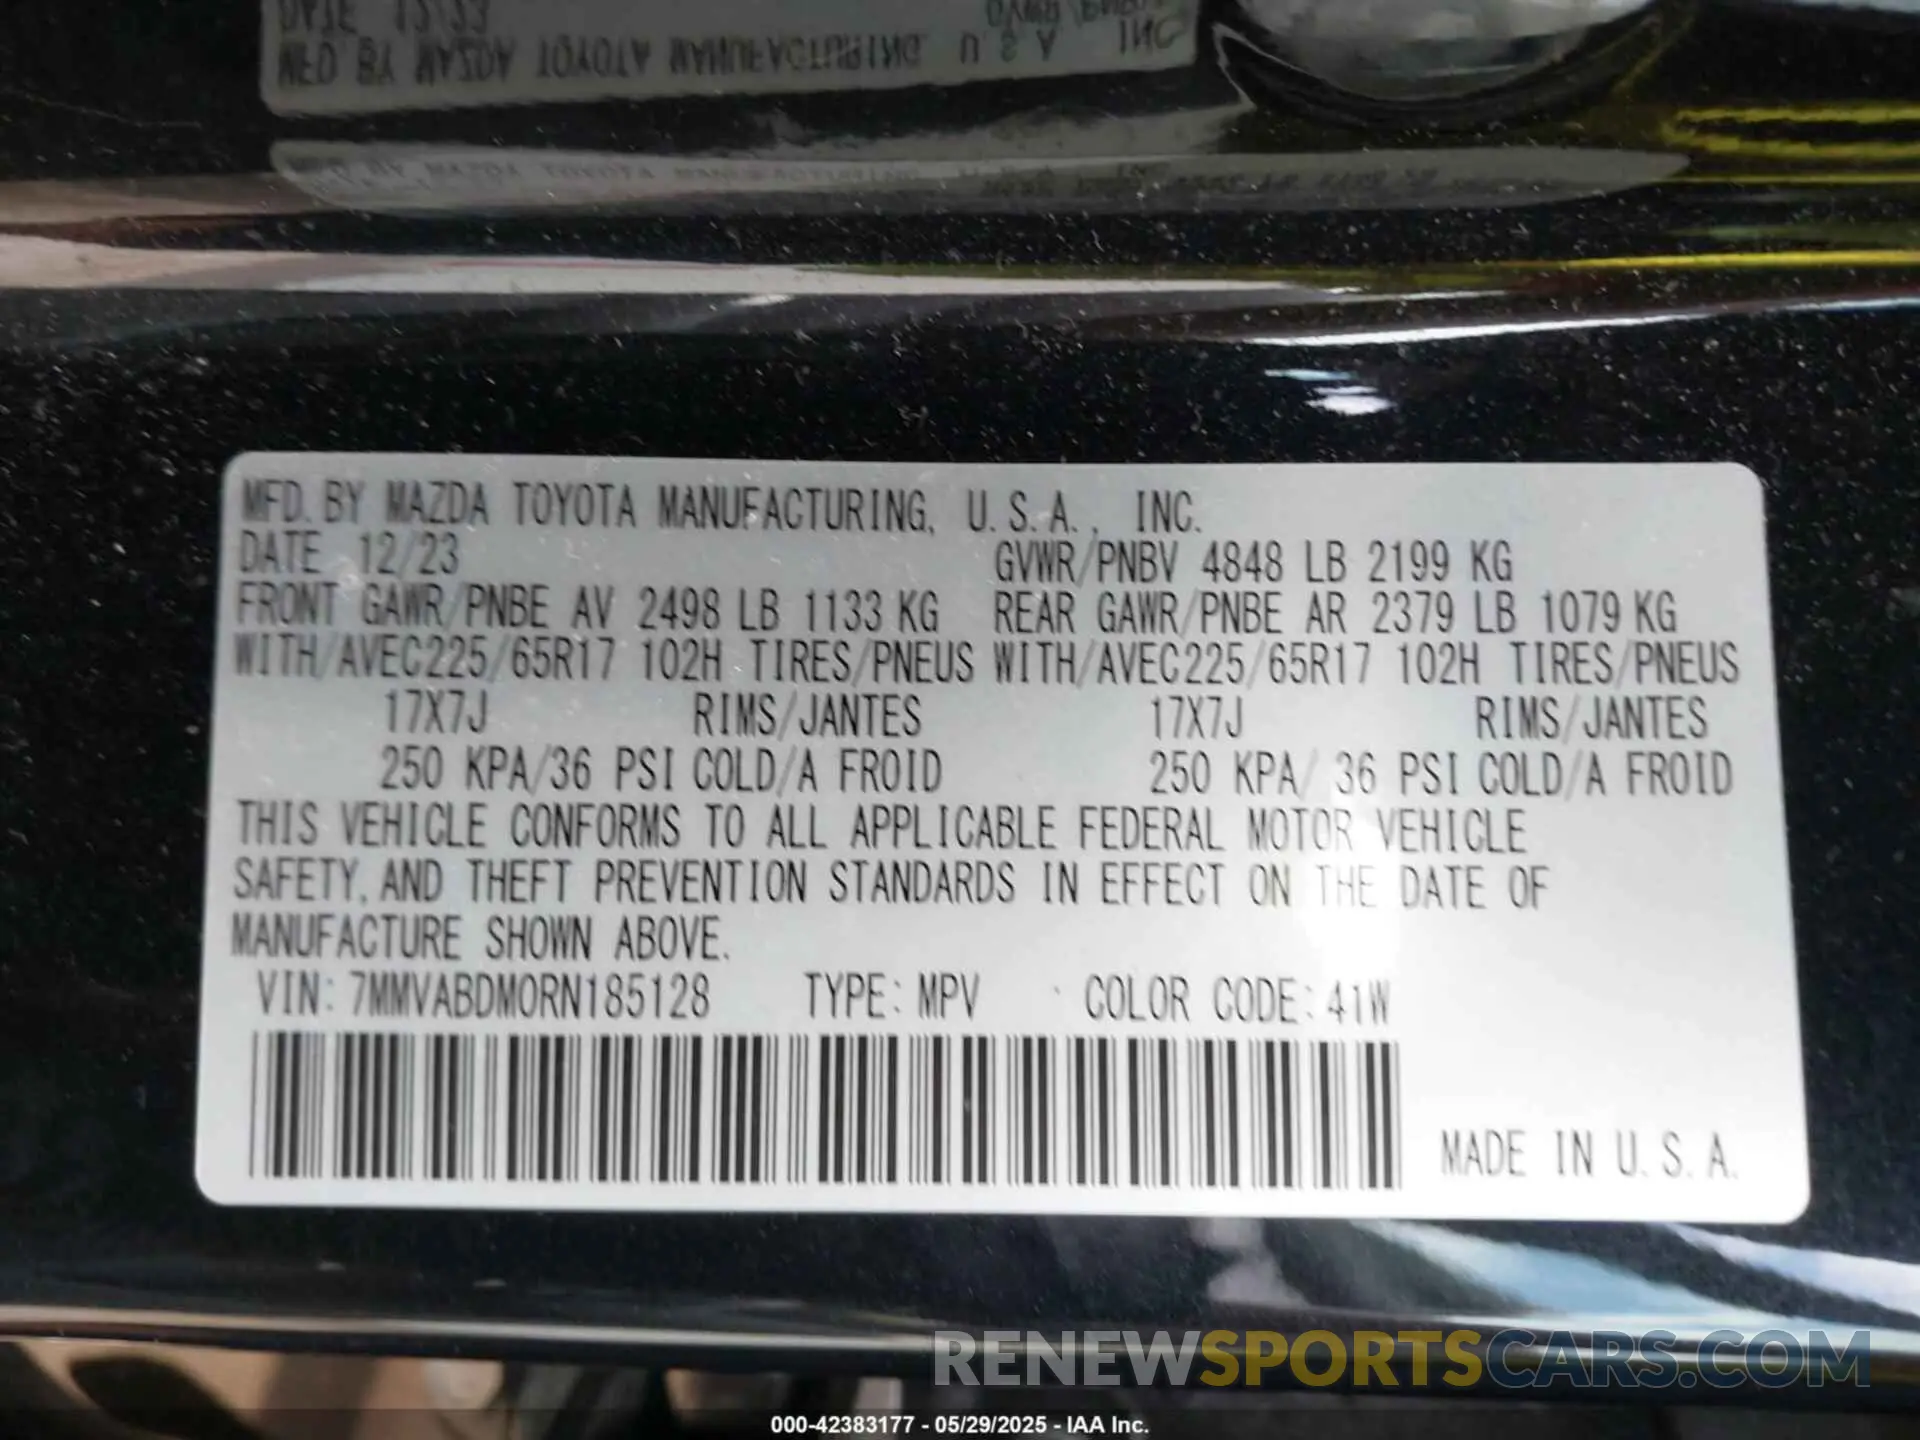 MFD. BY MAZDA TOYOTA MANUFACTURING, U.S.A., INC.
DATE 12/23 GVWR/PNBV 4848 LB 2199 KG
FRONT GAWR/PNBE AV 2498 LB 1133 KG REAR GAWR/PNBE AR 2379 LB 1079 KG
WITH/AVEC225/65R17 102H TIRES/PNEUS WITH/AVEC225/65R17 102H TIRES/PNEUS
17X7J RIMS/JANTES 17X7J RIMS/JANTES
250 KPA/36 PSI COLD/A FROID 250 KPA/ 36 PSI COLD/A FROID
THIS VEHICLE CONFORMS TO ALL APPLICABLE FEDERAL MOTOR VEHICLE
SAFETY, AND THEFT PREVENTION STANDARDS IN EFFECT ON THE DATE OF
MANUFACTURE SHOWN ABOVE.
VIN: 7MMVABDM0RN185128 TYPE: MPV COLOR CODE: 41W
MADE IN U.S.A.
RENEWSPORTSCARS.COM
000-42383177 - 05/29/2025 - IAA Inc.